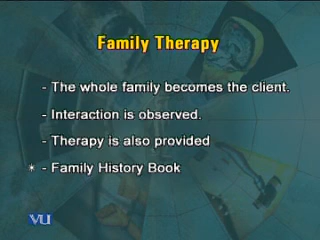 Family Therapy
- The whole family becomes the client.
- Interaction is observed.
- Therapy is also provided
* - Family History Book
VU